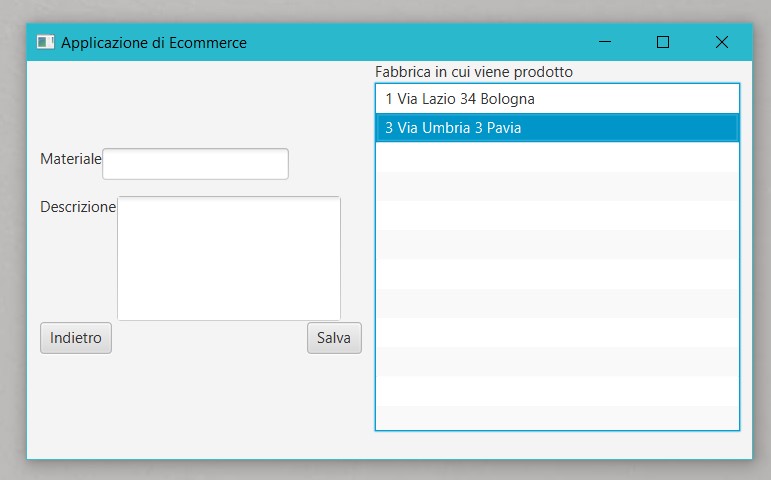 Applicazione di Ecommerce
Fabbrica in cui viene prodotto
1 Via Lazio 34 Bologna
3 Via Umbria 3 Pavia
Materiale
Descrizione
Indietro
Salva